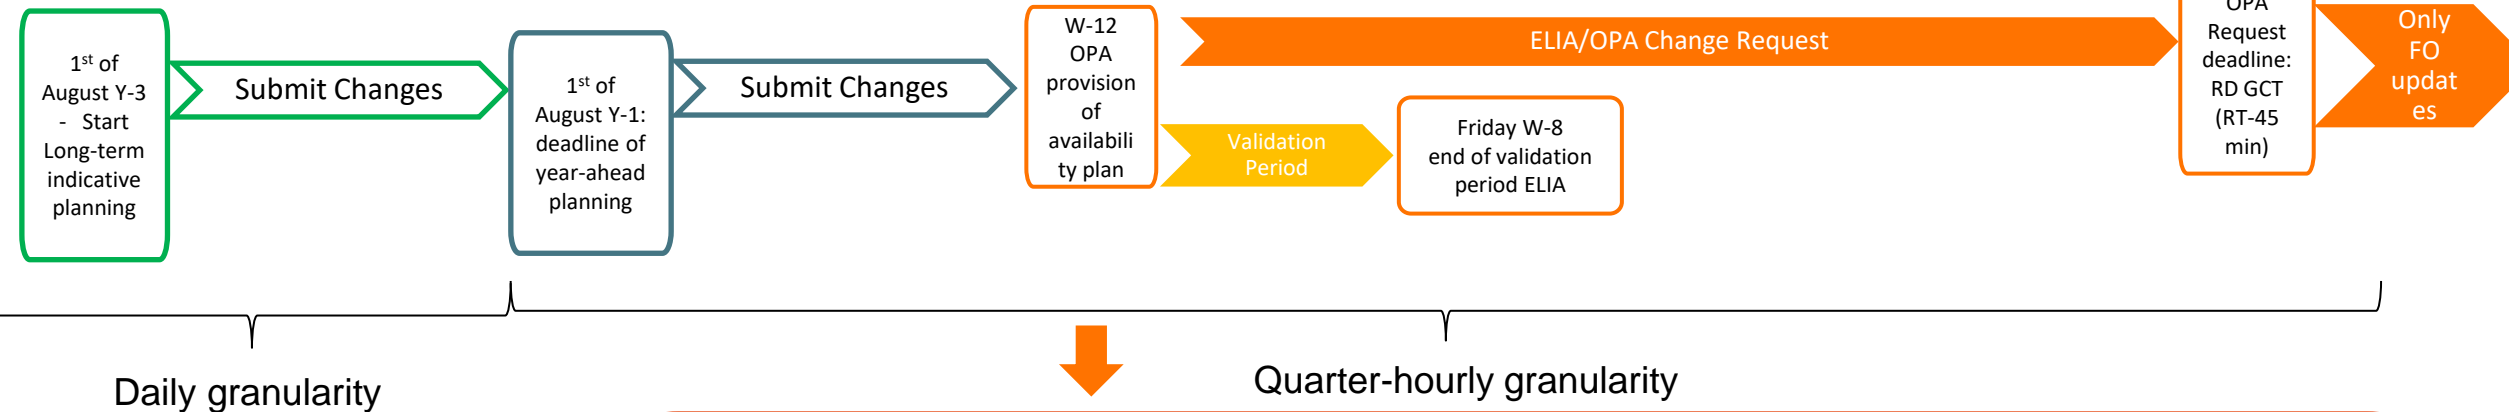 1st of
August Y-3
- Start
Long-term
indicative
planning
Submit Changes
1st of
August Y-1:
deadline of
year-ahead
planning
Submit Changes
W-12
OPA
provision
of
availabili
ty plan
ELIA/OPA Change Request
Validation
Period
Friday W-8
end of validation
period ELIA
OPA
Request
deadline:
RD GCT
(RT-45
min)
Only
FO
updat
es
Daily granularity
Quarter-hourly granularity